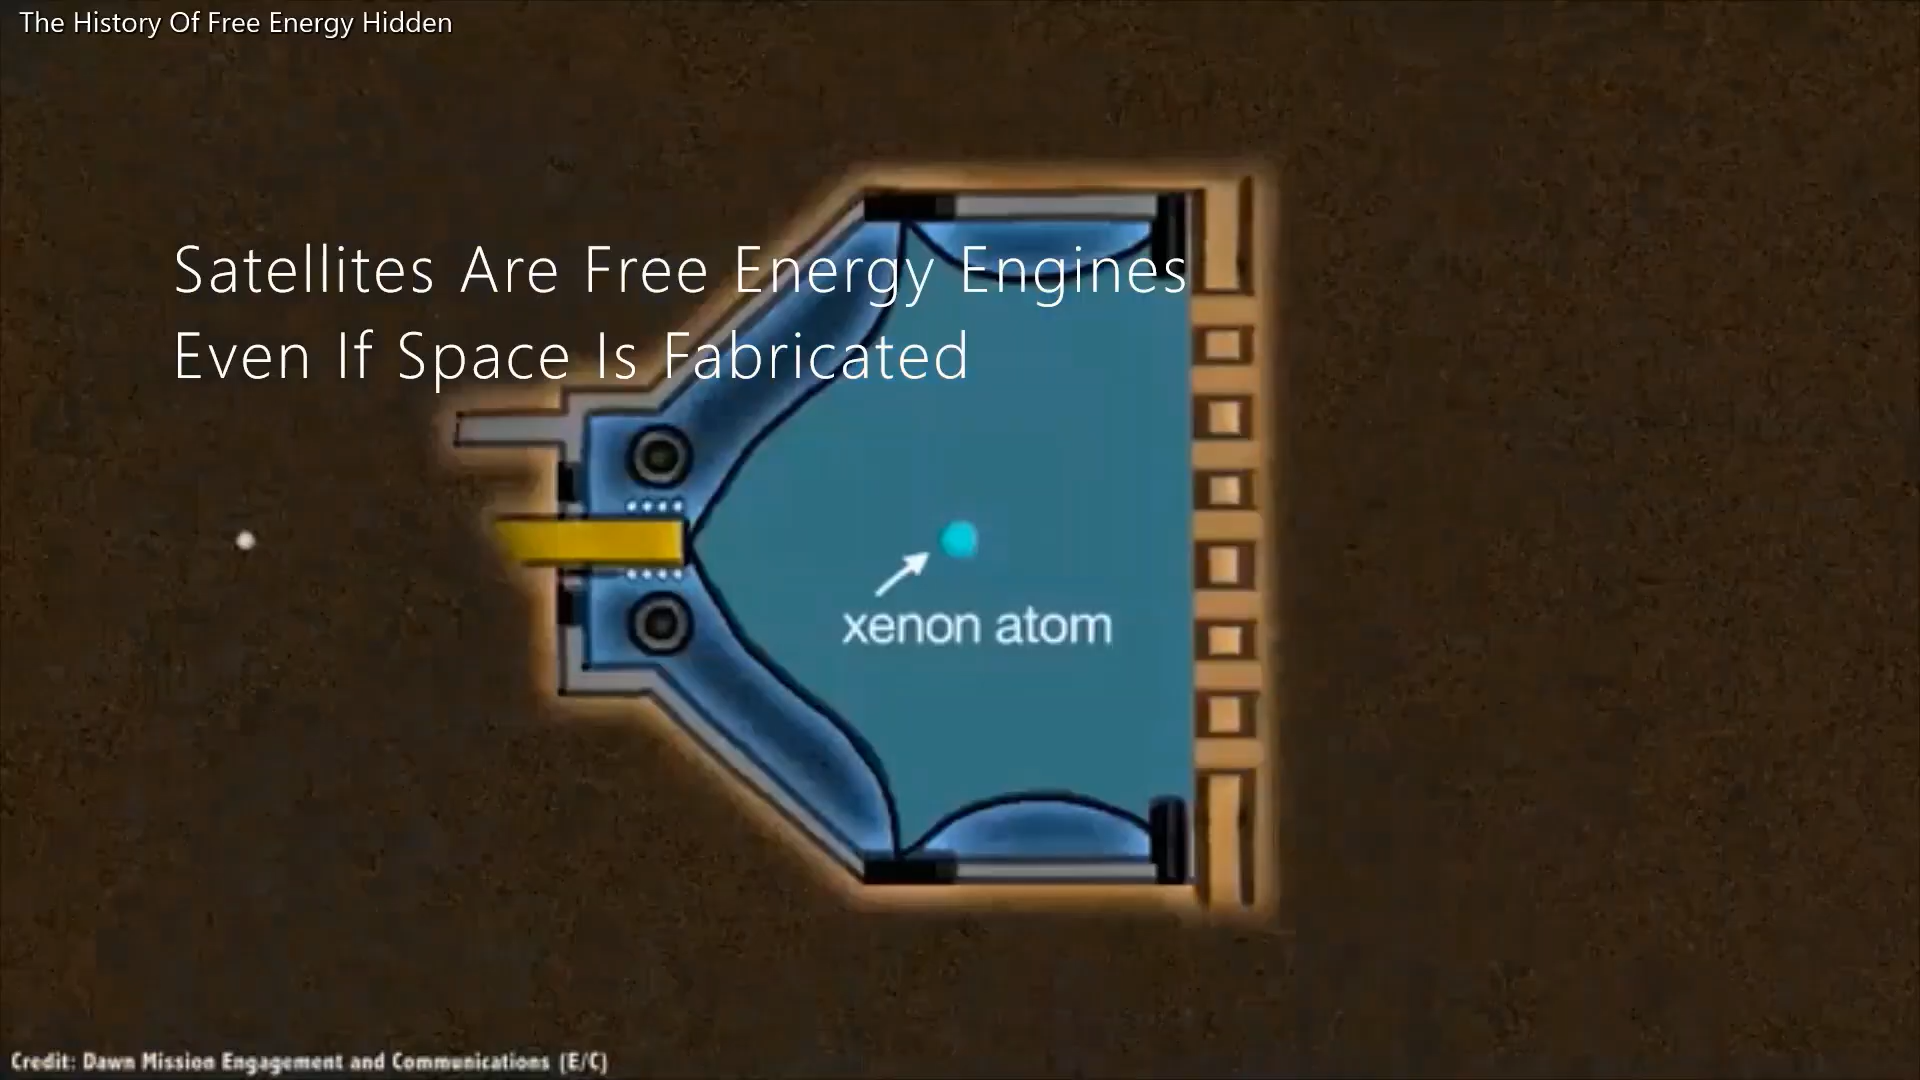 The History Of Free Energy Hidden
Satellites Are Free Energy Engines
Even If Space Is Fabricated
xenon atom
Credit: Dawn Mission Engagement and Communications (E/C)